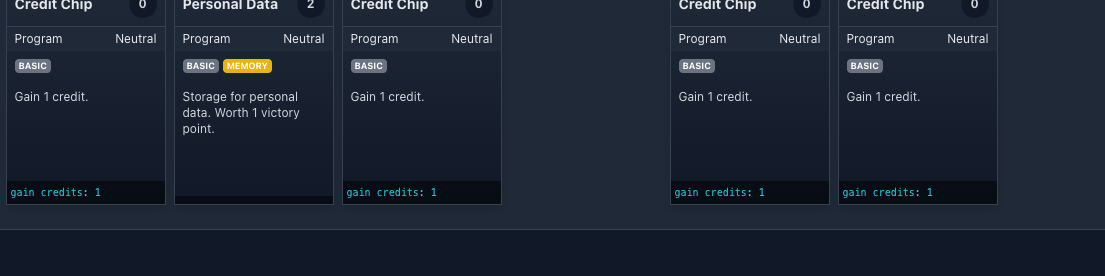 Credit Chip 0 Personal Data 2 Credit Chip 0 Credit Chip 0 Credit Chip 0
Program Neutral Program Neutral Program Neutral Program Neutral Program Neutral
BASIC BASIC MEMORY BASIC BASIC BASIC
Gain 1 credit. Storage for personal Gain 1 credit. Gain 1 credit. Gain 1 credit.
data. Worth 1 victory
point.
gain credits: 1 gain credits: 1 gain credits: 1 gain credits: 1